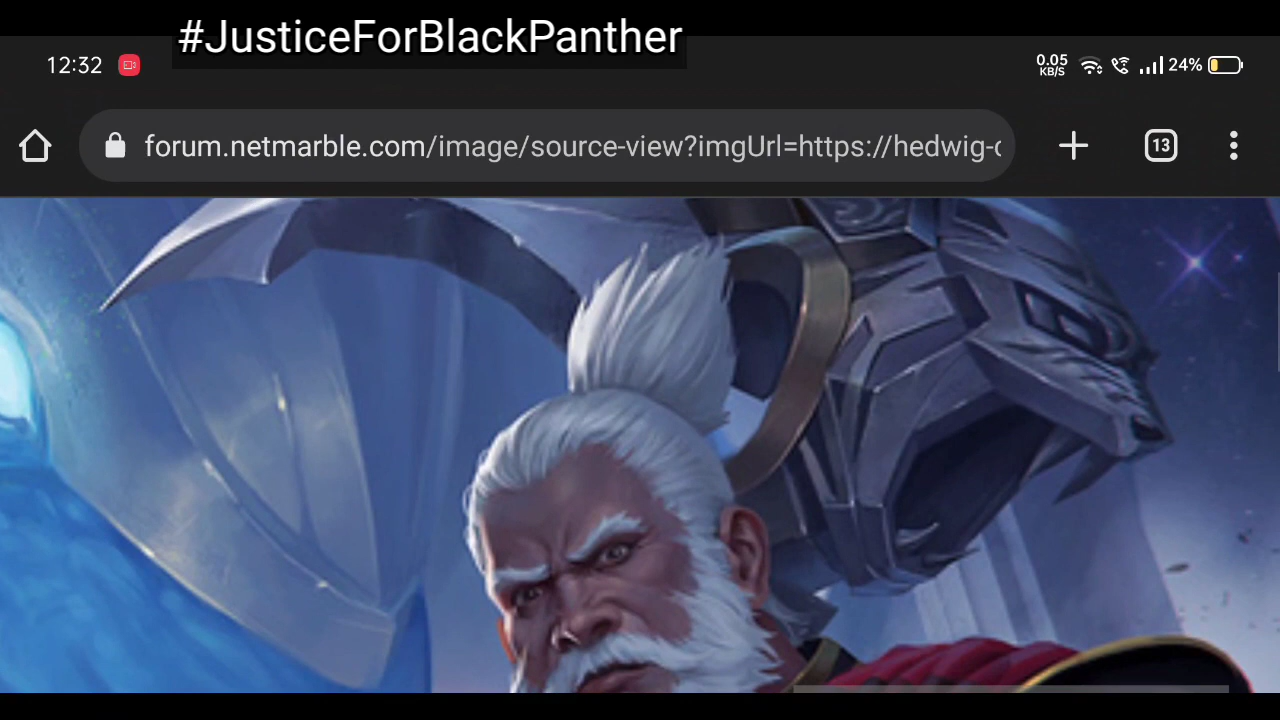 #JusticeForBlackPanther
12:32
0.05
KB/S
24%
forum.netmarble.com/image/source-view?imgUrl=https://hedwig-c
13